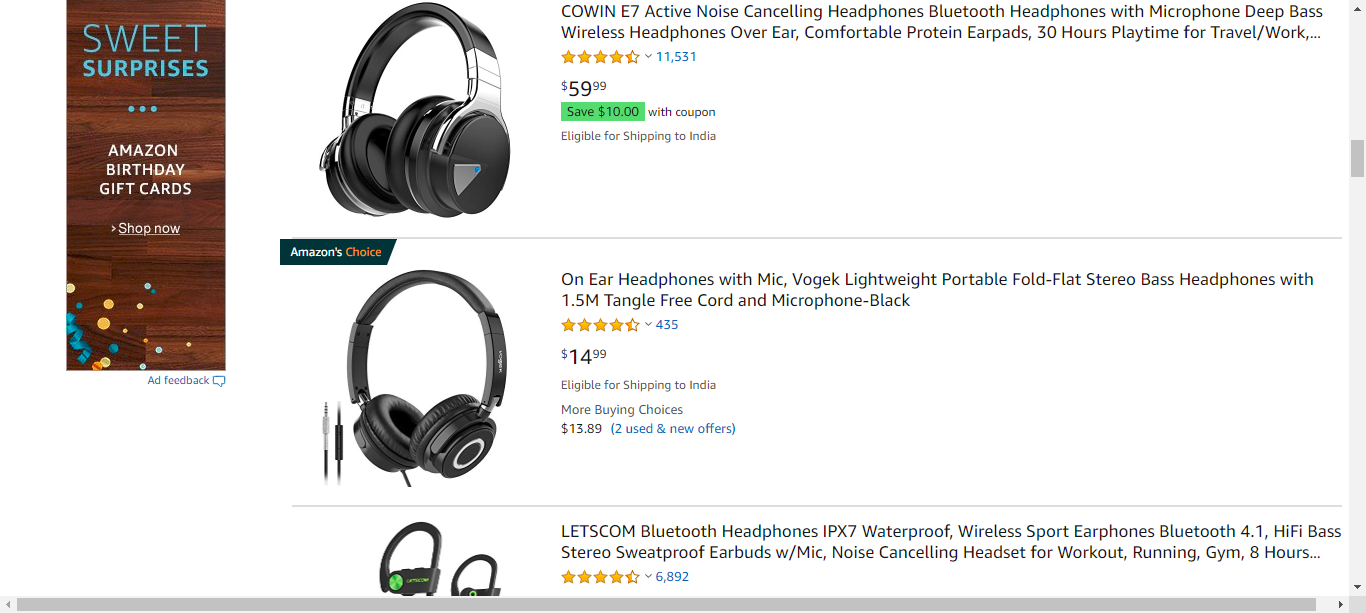 SWEET
SURPRISES
AMAZON
BIRTHDAY
GIFT CARDS
› Shop now
Ad feedback
COWIN E7 Active Noise Cancelling Headphones Bluetooth Headphones with Microphone Deep Bass
Wireless Headphones Over Ear, Comfortable Protein Earpads, 30 Hours Playtime for Travel/Work,...
11,531
$59.99
Save $10.00 with coupon
Eligible for Shipping to India
Amazon's Choice
On Ear Headphones with Mic, Vogek Lightweight Portable Fold-Flat Stereo Bass Headphones with
1.5M Tangle Free Cord and Microphone-Black
435
$14.99
Eligible for Shipping to India
More Buying Choices
$13.89 (2 used & new offers)
VOGEK
LETSCOM Bluetooth Headphones IPX7 Waterproof, Wireless Sport Earphones Bluetooth 4.1, HiFi Bass
Stereo Sweatproof Earbuds w/Mic, Noise Cancelling Headset for Workout, Running, Gym, 8 Hours...
6,892
LETSCOM